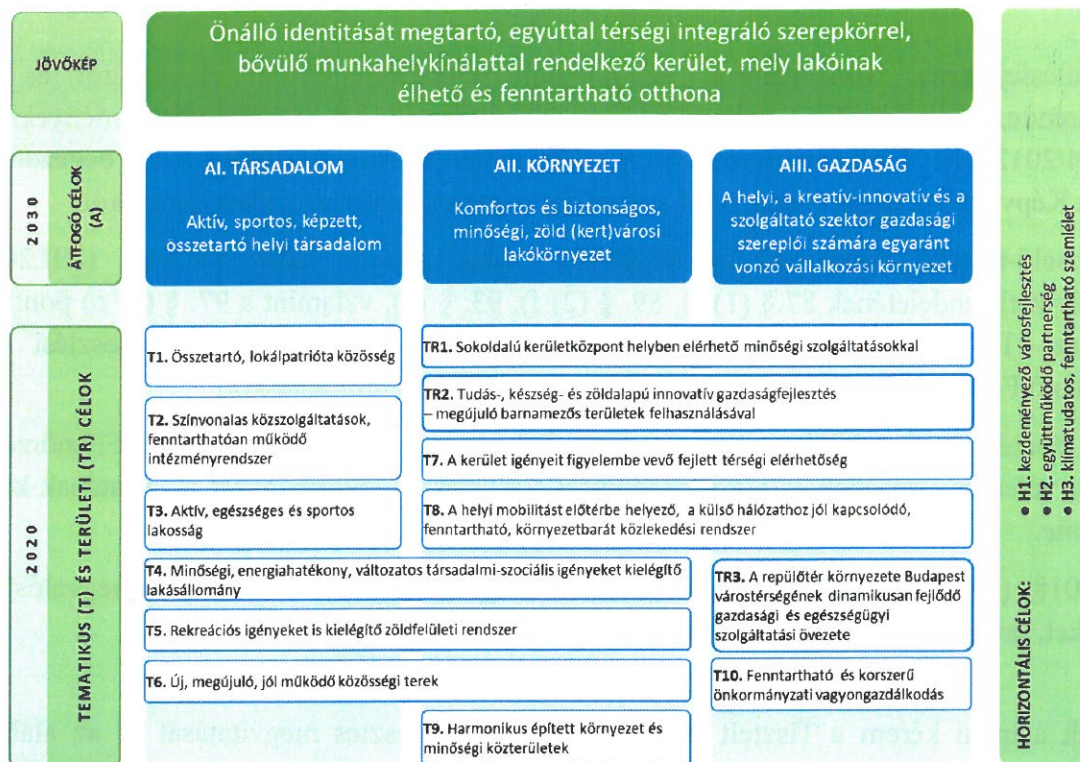 JÖVŐKÉP
Önálló identitását megtartó, egyúttal térségi integráló szerepkörrel,
bővülő munkahelykínálattal rendelkező kerület, mely lakóinak
élhető és fenntartható otthona
2030
ÁTFOGÓ CÉLOK
(A)
AI. TÁRSADALOM
Aktív, sportos, képzett,
összetartó helyi társadalom
AII. KÖRNYEZET
Komfortos és biztonságos,
minőségi, zöld (kert)városi
lakókörnyezet
AIII. GAZDASÁG
A helyi, a kreatív-innovatív és a
szolgáltató szektor gazdasági
szereplői számára egyaránt
vonzó vállalkozási környezet
2020
TEMATIKUS (T) ÉS TERÜLET (TR) CÉLOK
T1. Összetartó, lokálpatrióta közösség
T2. Színvonalas közszolgáltatások,
fenntarthatóan működő
intézményrendszer
T3. Aktív, egészséges és sportos
lakosság
TR1. Sokoldalú kerületközpont helyben elérhető minőségi szolgáltatásokkal
TR2. Tudás-, készség- és zöldalapú innovatív gazdaságfejlesztés
– megújuló barnamezős területek felhasználásával
T7. A kerület igényeit figyelembe vevő fejlett térségi elérhetőség
T8. A helyi mobilitást előtérbe helyező, a külső hálózathoz jól kapcsolódó,
fenntartható, környezetbarát közlekedési rendszer
T4. Minőségi, energiahatékony, változatos társadalmi-szociális igényeket kielégítő
lakásállomány
T5. Rekreációs igényeket is kielégítő zöldfelületi rendszer
T6. Új, megújuló, jól működő közösségi terek
T9. Harmonikus épített környezet és
minőségi közterületek
TR3. A repülőtér környezete Budapest
várostérségének dinamikusan fejlődő
gazdasági és egészségügyi
szolgáltatási övezete
T10. Fenntartható és korszerű
önkormányzati vagyongazdálkodás
HORIZONTÁLIS CÉLOK:
• H1. kezdeményező városfejlesztés
• H2. együttműködő partnerség
• H3. klímatudatos, fenntartható szemlélet